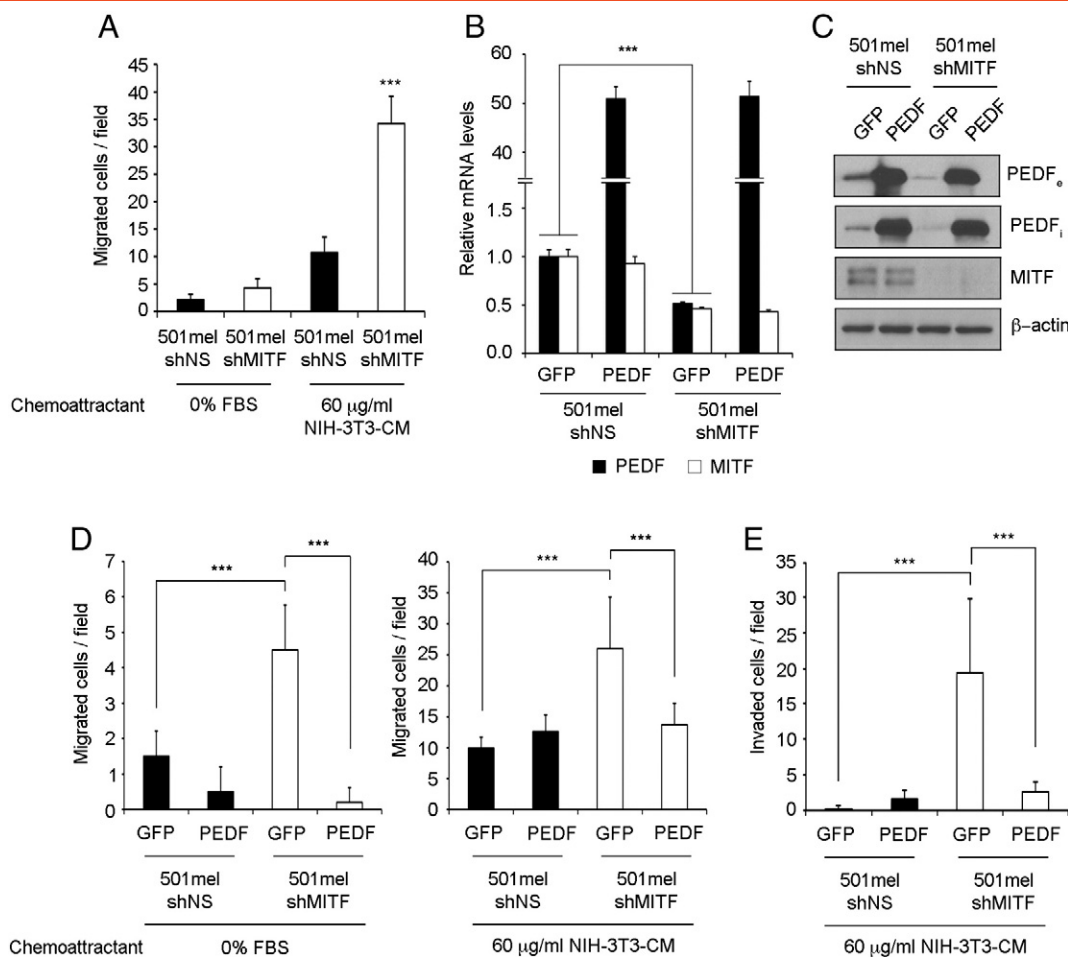 A
Migrated cells / field
40
35
30
25
20
15
10
5
0
***
501mel
shNS
501mel
shMITF
501mel
shNS
501mel
shMITF
Chemoattractant
0% FBS
60 μg/ml
NIH-3T3-CM
B
Relative mRNA levels
60
50
40
1.5
1.0
0.5
0.0
***
GFP PEDF GFP PEDF
501mel
shNS
501mel
shMITF
PEDF MITF
C
501mel
shNS
501mel
shMITF
GFP PEDF GFP PEDF
PEDFe
PEDFi
MITF
β–actin
D
Migrated cells / field
7
6
5
4
3
2
1
0
***
***
GFP PEDF GFP PEDF
501mel
shNS
501mel
shMITF
Chemoattractant
0% FBS
Migrated cells / field
40
35
30
25
20
15
10
5
0
***
***
GFP PEDF GFP PEDF
501mel
shNS
501mel
shMITF
60 μg/ml NIH-3T3-CM
E
Invaded cells / field
35
30
25
20
15
10
5
0
***
***
GFP PEDF GFP PEDF
501mel
shNS
501mel
shMITF
60 μg/ml NIH-3T3-CM